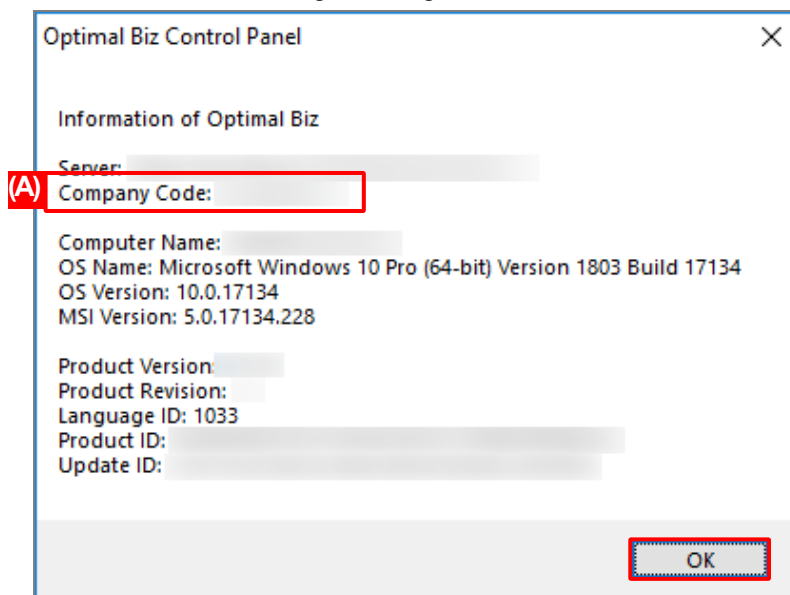 Optimal Biz Control Panel
Information of Optimal Biz
Server:
(A)
Company Code:
Computer Name:
OS Name: Microsoft Windows 10 Pro (64-bit) Version 1803 Build 17134
OS Version: 10.0.17134
MSI Version: 5.0.17134.228
Product Version:
Product Revision:
Language ID: 1033
Product ID:
Update ID:
OK